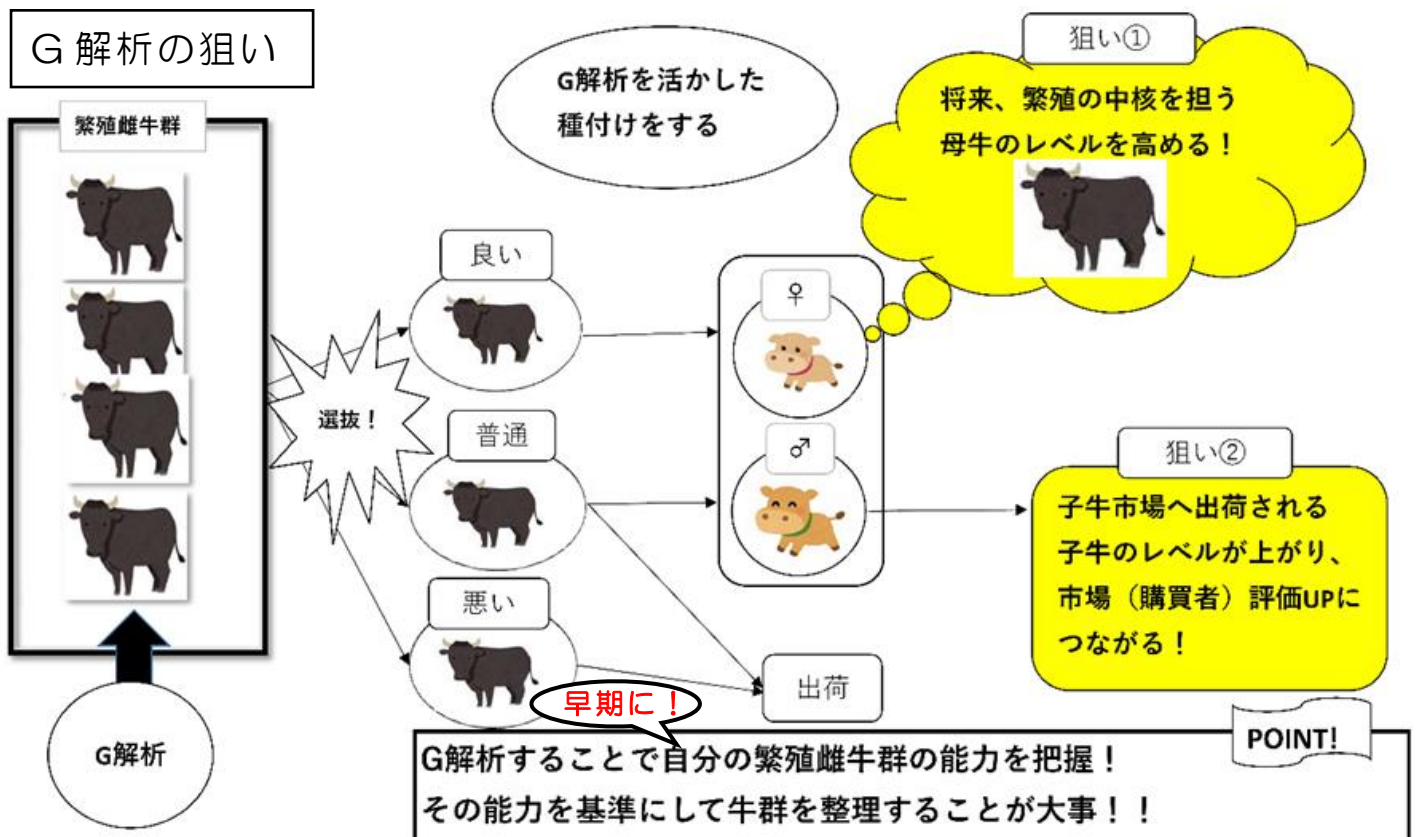 G解析の狙い
繁殖雌牛群
G解析
選抜！
G解析を活かした
種付けをする
良い
普通
悪い
♀
♂
出荷
狙い①
将来、繁殖の中核を担う
母牛のレベルを高める！
狙い②
子牛市場へ出荷される
子牛のレベルが上がり、
市場（購買者）評価UPに
つながる！
早期に！
POINT!
G解析することで自分の繁殖雌牛群の能力を把握！
その能力を基準にして牛群を整理することが大事！！